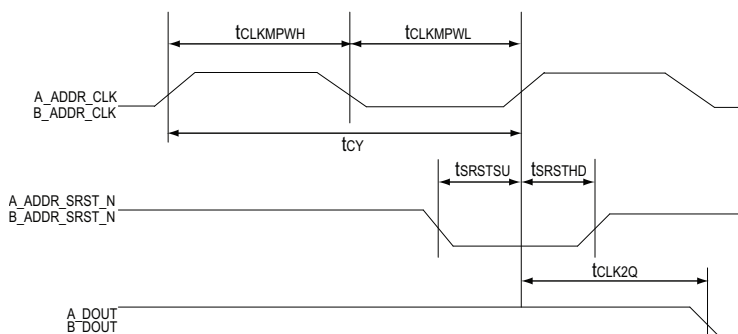 tCLKMPWH tCLKMPWL
A_ADDR_CLK
B_ADDR_CLK
tCY
tSRSTSU tSRSTHD
A_ADDR_SRST_N
B_ADDR_SRST_N
tCLK2Q
A_DOUT
B_DOUT